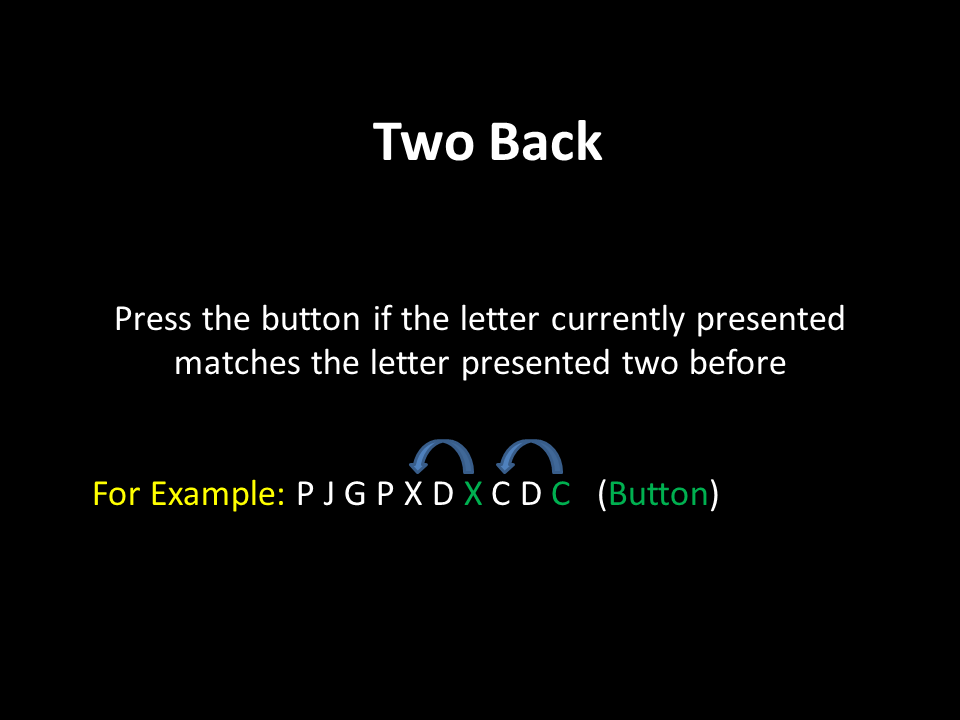 Two Back
Press the button if the letter currently presented
matches the letter presented two before
For Example: P J G P X D X C D C (Button)